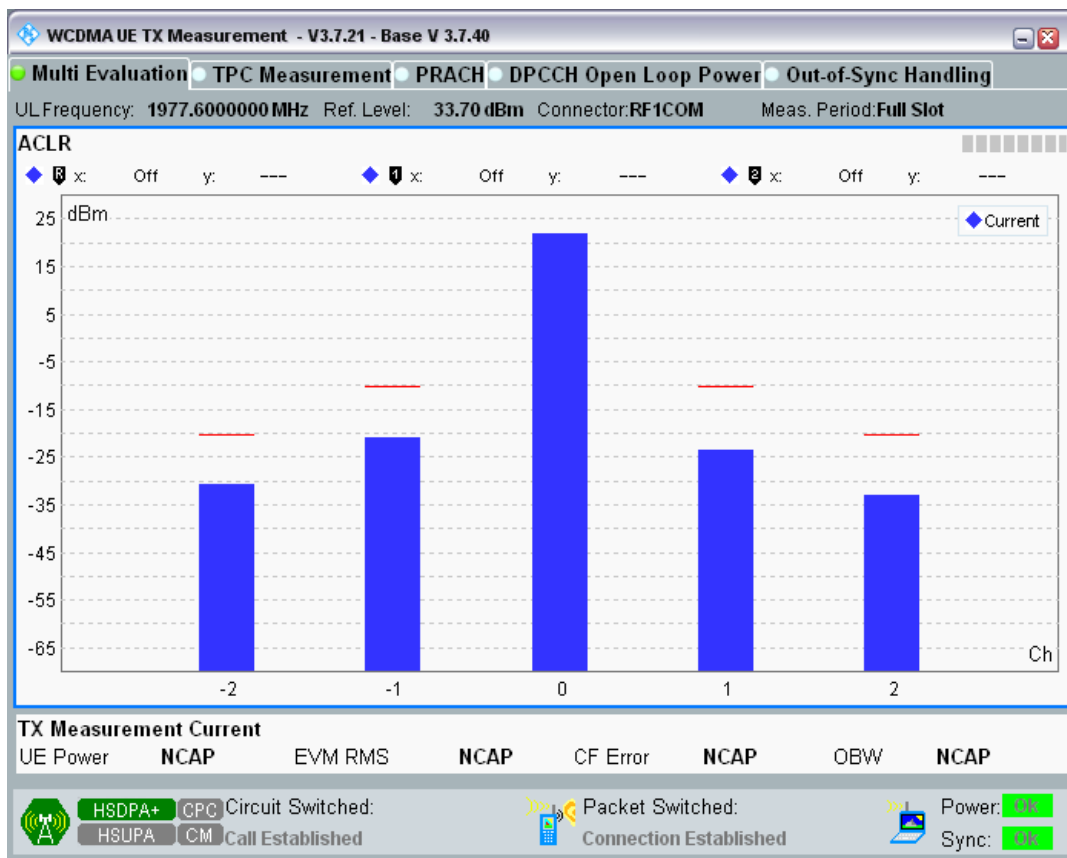 WCDMA UE TX Measurement - V3.7.21 - Base V 3.7.40
Multi Evaluation TPC Measurement PRACH DPCCH Open Loop Power Out-of-Sync Handling
UL Frequency: 1977.6000000 MHz Ref. Level: 33.70 dBm Connector:RF1COM Meas. Period:Full Slot
ACLR
R x: Off y: --- 1 x: Off y: --- 2 x: Off y: ---
dBm
Current
25
15
5
-5
-15
-25
-35
-45
-55
-65
Ch
-2 -1 0 1 2
TX Measurement Current
UE Power NCAP EVM RMS NCAP CF Error NCAP OBW NCAP
HSDPA+ CPC Circuit Switched: Packet Switched: Power: Ok
HSUPA CM Call Established Connection Established Sync: Ok